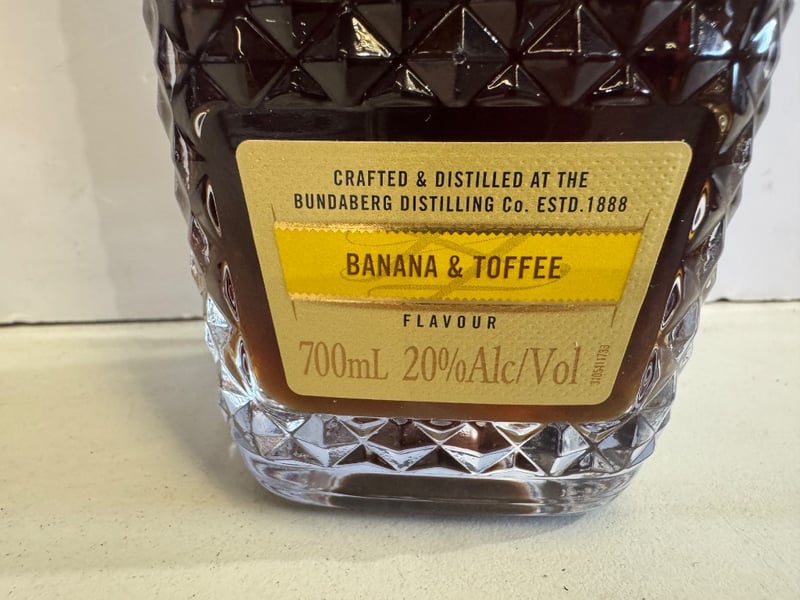 CRAFTED & DISTILLED AT THE
BUNDABERG DISTILLING Co. ESTD.1888
BANANA & TOFFEE
FLAVOUR
700mL 20%Alc/Vol